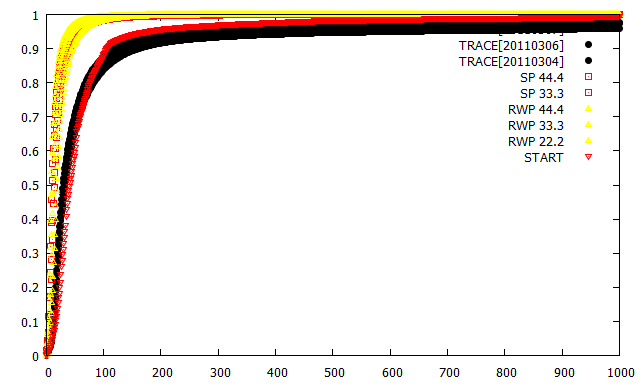 1
0.9
0.8
0.7
0.6
0.5
0.4
0.3
0.2
0.1
0
TRACE[20110306]
TRACE[20110304]
SP 44.4
SP 33.3
RWP 44.4
RWP 33.3
RWP 22.2
START
0 100 200 300 400 500 600 700 800 900 1000